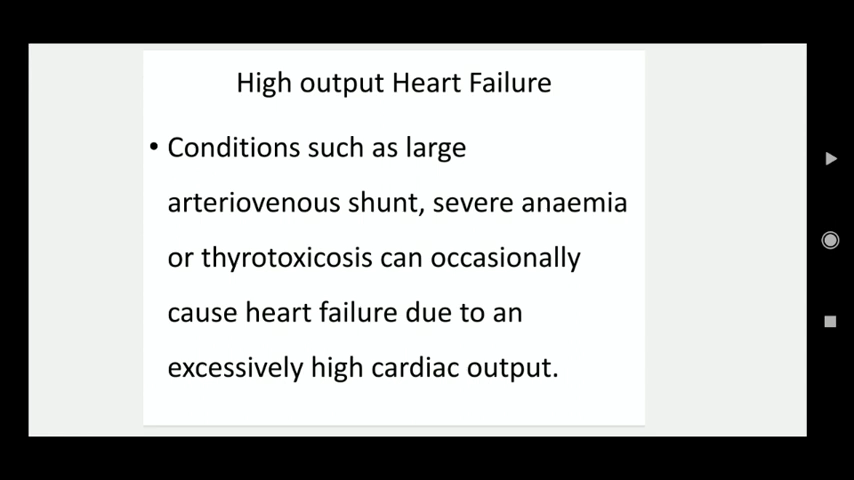 High output Heart Failure
• Conditions such as large
arteriovenous shunt, severe anaemia
or thyrotoxicosis can occasionally
cause heart failure due to an
excessively high cardiac output.